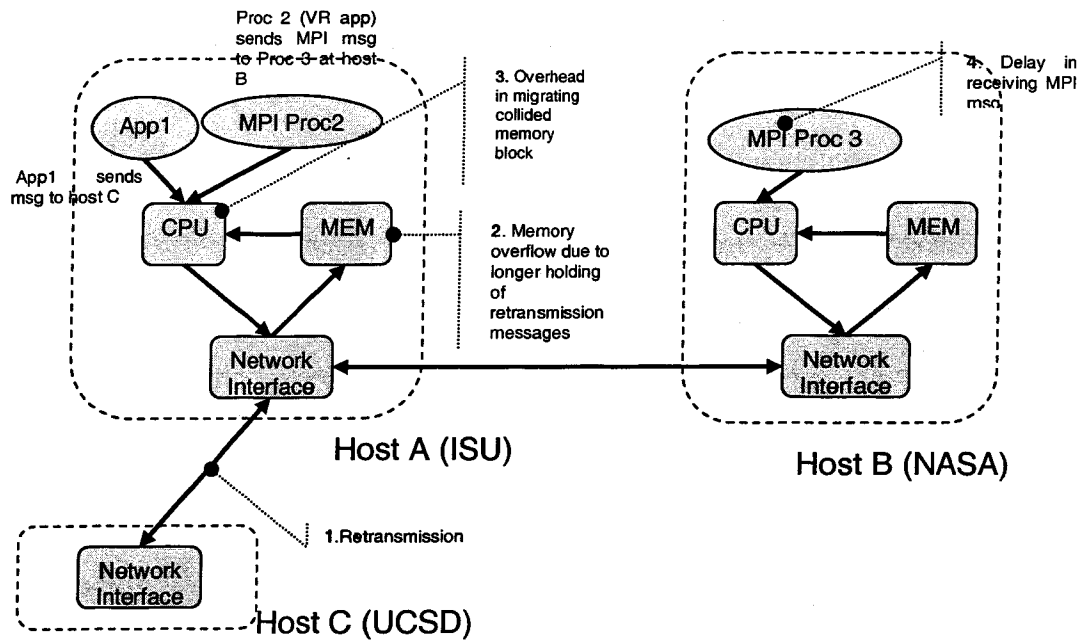 Proc 2 (VR app)
sends MPI msg
to Proc 3 at host
B
App1
MPI Proc2
App1 sends
msg to host C
CPU
MEM
Network
Interface
Host A (ISU)
3. Overhead
in migrating
collided
memory
block
2. Memory
overflow due to
longer holding
of
retransmission
messages
4. Delay in
receiving MPI
msg
MPI Proc 3
CPU
MEM
Network
Interface
Host B (NASA)
1.Retransmission
Network
Interface
Host C (UCSD)